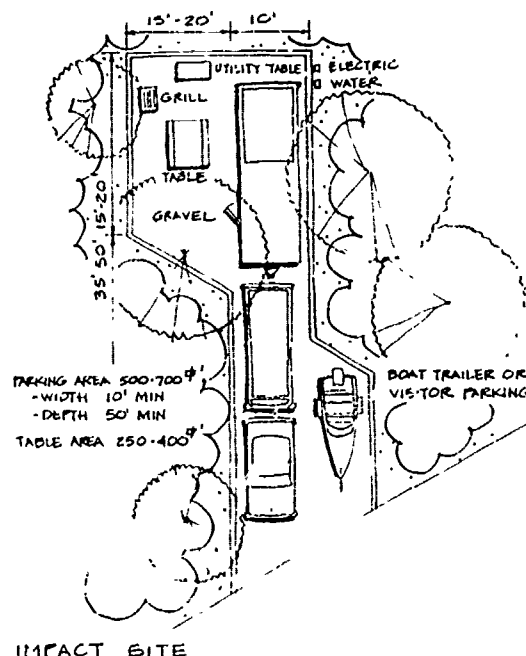 15'-20' 10'
UTILITY TABLE
ELECTRIC
WATER
GRILL
TABLE
GRAVEL
35' 50' 15'-20
PARKING AREA 500-700 ⌀'
-WIDTH 10' MIN
-DEPTH 50' MIN
TABLE AREA 250-400 ⌀'
BOAT TRAILER OR
VISITOR PARKING
IMPACT SITE